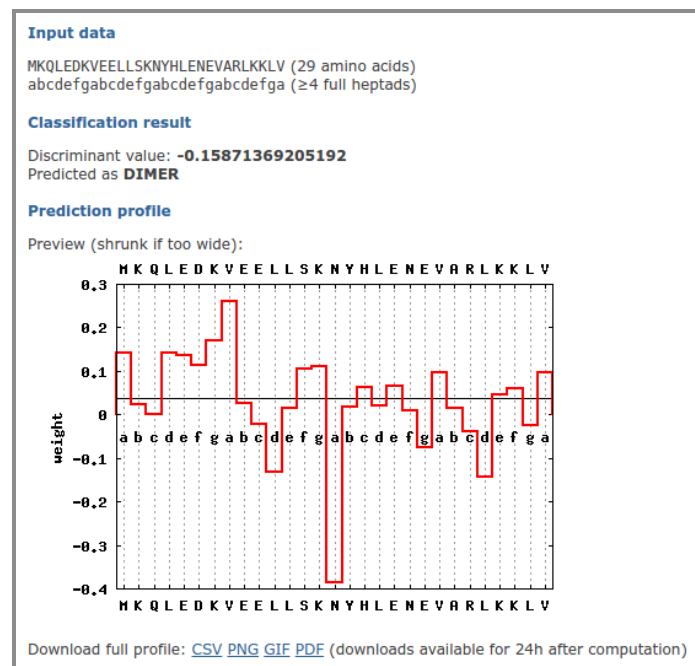 Input data
MKQLEDKVEELLSKNYHLENEVARLKKLV (29 amino acids)
abcdefgabcdefgabcdefgabcdefga (≥4 full heptads)
Classification result
Discriminant value: -0.15871369205192
Predicted as DIMER
Prediction profile
Preview (shrunk if too wide):
M K Q L E D K V E E L L S K N Y H L E N E V A R L K K L V
0.3
0.2
0.1
0
-0.1
-0.2
-0.3
-0.4
weight
a b c d e f g a b c d e f g a b c d e f g a b c d e f g a
M K Q L E D K V E E L L S K N Y H L E N E V A R L K K L V
Download full profile: CSV PNG GIF PDF (downloads available for 24h after computation)